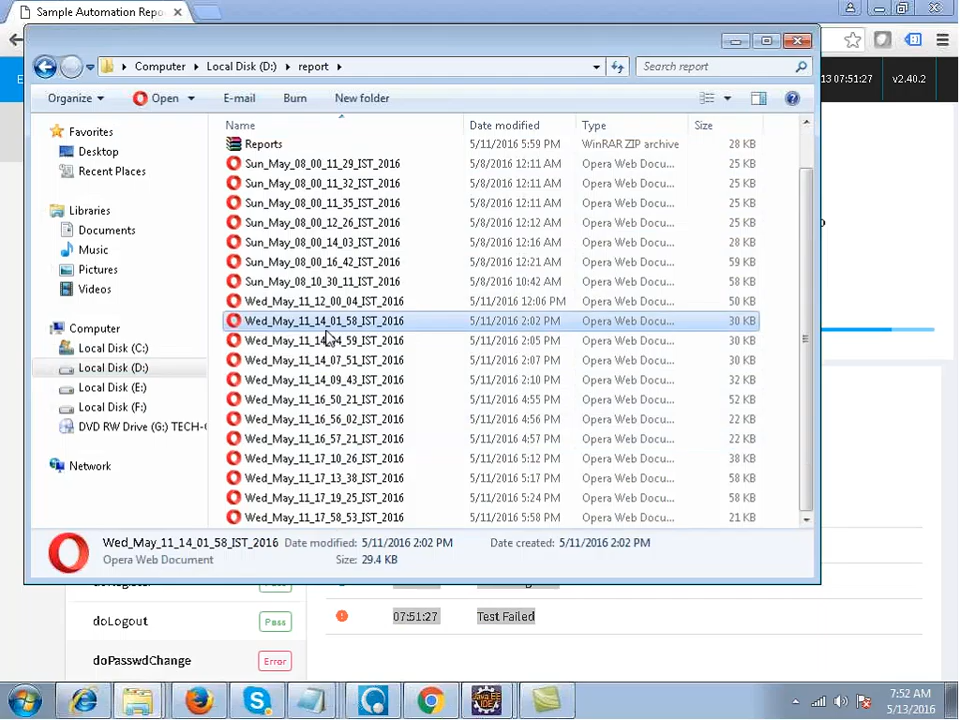 Sample Automation Repo
Computer Local Disk (D:) report
Search report
13 07:51:27 v2.40.2
Organize Open E-mail Burn New folder
Name Date modified Type Size
Favorites
Desktop
Recent Places
Libraries
Documents
Music
Pictures
Videos
Computer
Local Disk (C:)
Local Disk (D:)
Local Disk (E:)
Local Disk (F:)
DVD RW Drive (G:) TECH-
Network
Reports 5/11/2016 5:59 PM WinRAR ZIP archive 28 KB
Sun_May_08_00_11_29_IST_2016 5/8/2016 12:11 AM Opera Web Docu... 25 KB
Sun_May_08_00_11_32_IST_2016 5/8/2016 12:11 AM Opera Web Docu... 25 KB
Sun_May_08_00_11_35_IST_2016 5/8/2016 12:11 AM Opera Web Docu... 25 KB
Sun_May_08_00_12_26_IST_2016 5/8/2016 12:12 AM Opera Web Docu... 25 KB
Sun_May_08_00_14_03_IST_2016 5/8/2016 12:16 AM Opera Web Docu... 28 KB
Sun_May_08_00_16_42_IST_2016 5/8/2016 12:21 AM Opera Web Docu... 59 KB
Sun_May_08_10_30_11_IST_2016 5/8/2016 10:42 AM Opera Web Docu... 25 KB
Wed_May_11_12_00_04_IST_2016 5/11/2016 12:06 PM Opera Web Docu... 50 KB
Wed_May_11_14_01_58_IST_2016 5/11/2016 2:02 PM Opera Web Docu... 30 KB
Wed_May_11_14_04_59_IST_2016 5/11/2016 2:05 PM Opera Web Docu... 30 KB
Wed_May_11_14_07_51_IST_2016 5/11/2016 2:07 PM Opera Web Docu... 30 KB
Wed_May_11_14_09_43_IST_2016 5/11/2016 2:10 PM Opera Web Docu... 32 KB
Wed_May_11_16_50_21_IST_2016 5/11/2016 4:55 PM Opera Web Docu... 52 KB
Wed_May_11_16_56_02_IST_2016 5/11/2016 4:56 PM Opera Web Docu... 22 KB
Wed_May_11_16_57_21_IST_2016 5/11/2016 4:57 PM Opera Web Docu... 22 KB
Wed_May_11_17_10_26_IST_2016 5/11/2016 5:12 PM Opera Web Docu... 38 KB
Wed_May_11_17_13_38_IST_2016 5/11/2016 5:17 PM Opera Web Docu... 58 KB
Wed_May_11_17_19_25_IST_2016 5/11/2016 5:24 PM Opera Web Docu... 58 KB
Wed_May_11_17_58_53_IST_2016 5/11/2016 5:58 PM Opera Web Docu... 21 KB
Wed_May_11_14_01_58_IST_2016 Date modified: 5/11/2016 2:02 PM Date created: 5/11/2016 2:02 PM
Opera Web Document Size: 29.4 KB
doLogout Pass
07:51:27 Test Failed
doPasswdChange Error
7:52 AM
5/13/2016